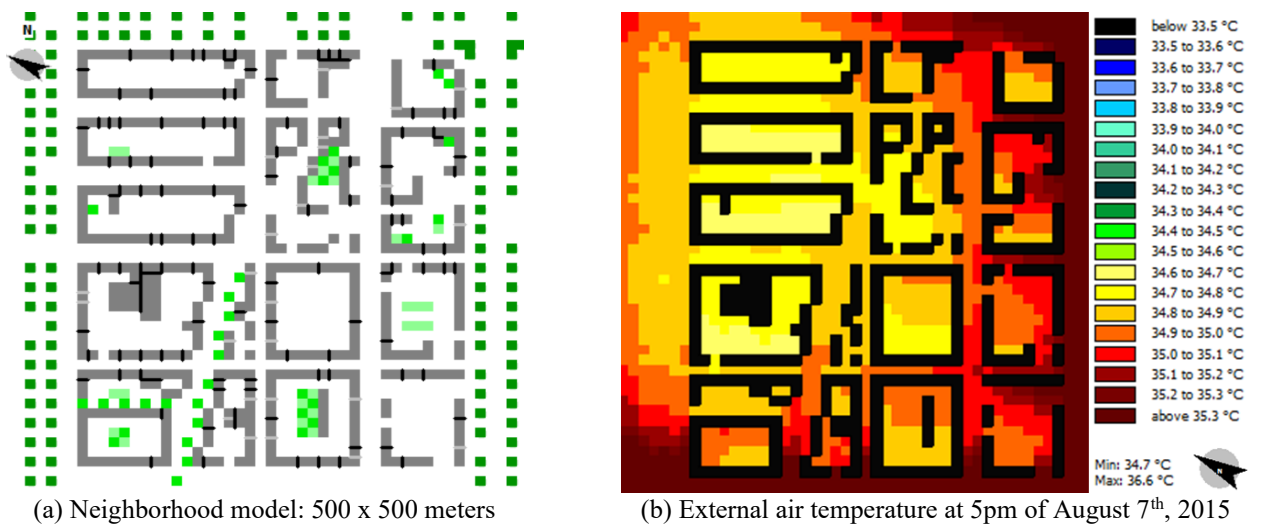 N
below 33.5 °C
33.5 to 33.6 °C
33.6 to 33.7 °C
33.7 to 33.8 °C
33.8 to 33.9 °C
33.9 to 34.0 °C
34.0 to 34.1 °C
34.1 to 34.2 °C
34.2 to 34.3 °C
34.3 to 34.4 °C
34.4 to 34.5 °C
34.5 to 34.6 °C
34.6 to 34.7 °C
34.7 to 34.8 °C
34.8 to 34.9 °C
34.9 to 35.0 °C
35.0 to 35.1 °C
35.1 to 35.2 °C
35.2 to 35.3 °C
above 35.3 °C
Min: 34.7 °C
Max: 36.6 °C
N
(a) Neighborhood model: 500 x 500 meters
(b) External air temperature at 5pm of August 7th, 2015